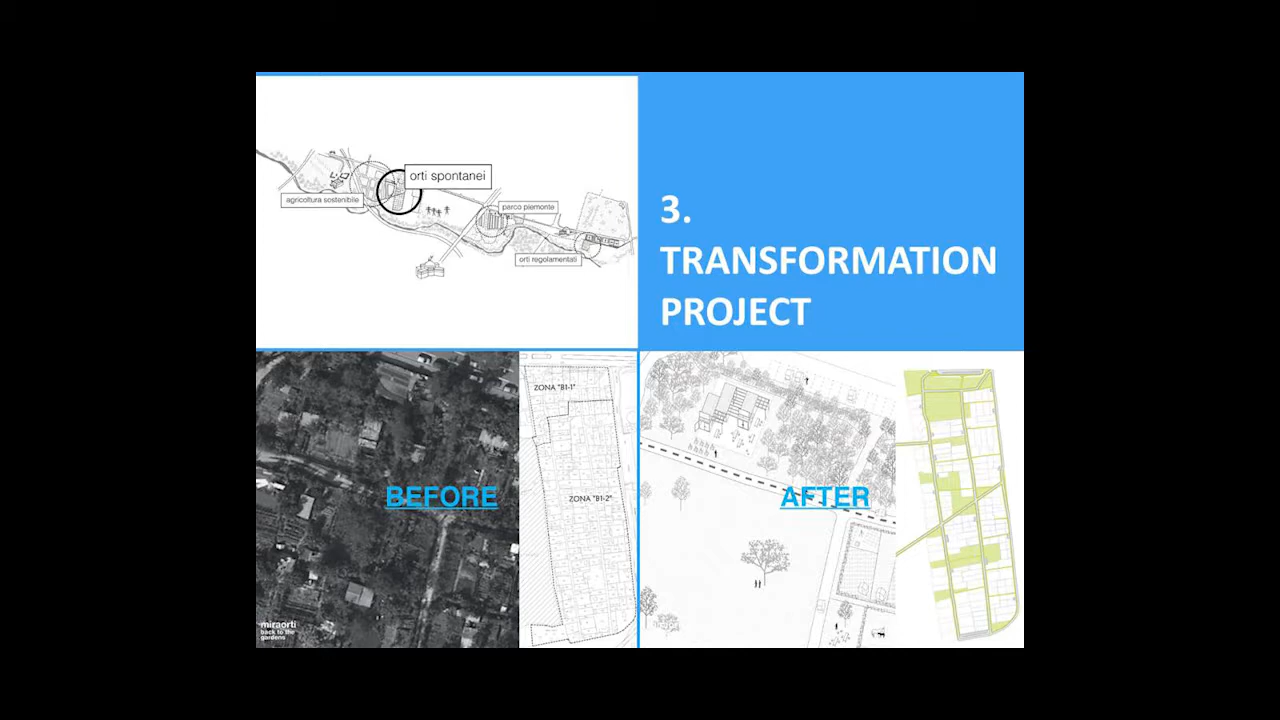 orti spontanei
agricoltura sostenibile
parco piemonte
orti regolamentati
3.
TRANSFORMATION
PROJECT
ZONA "B1-1"
BEFORE
ZONA "B1-2"
AFTER
miraorti
back to the
gardens